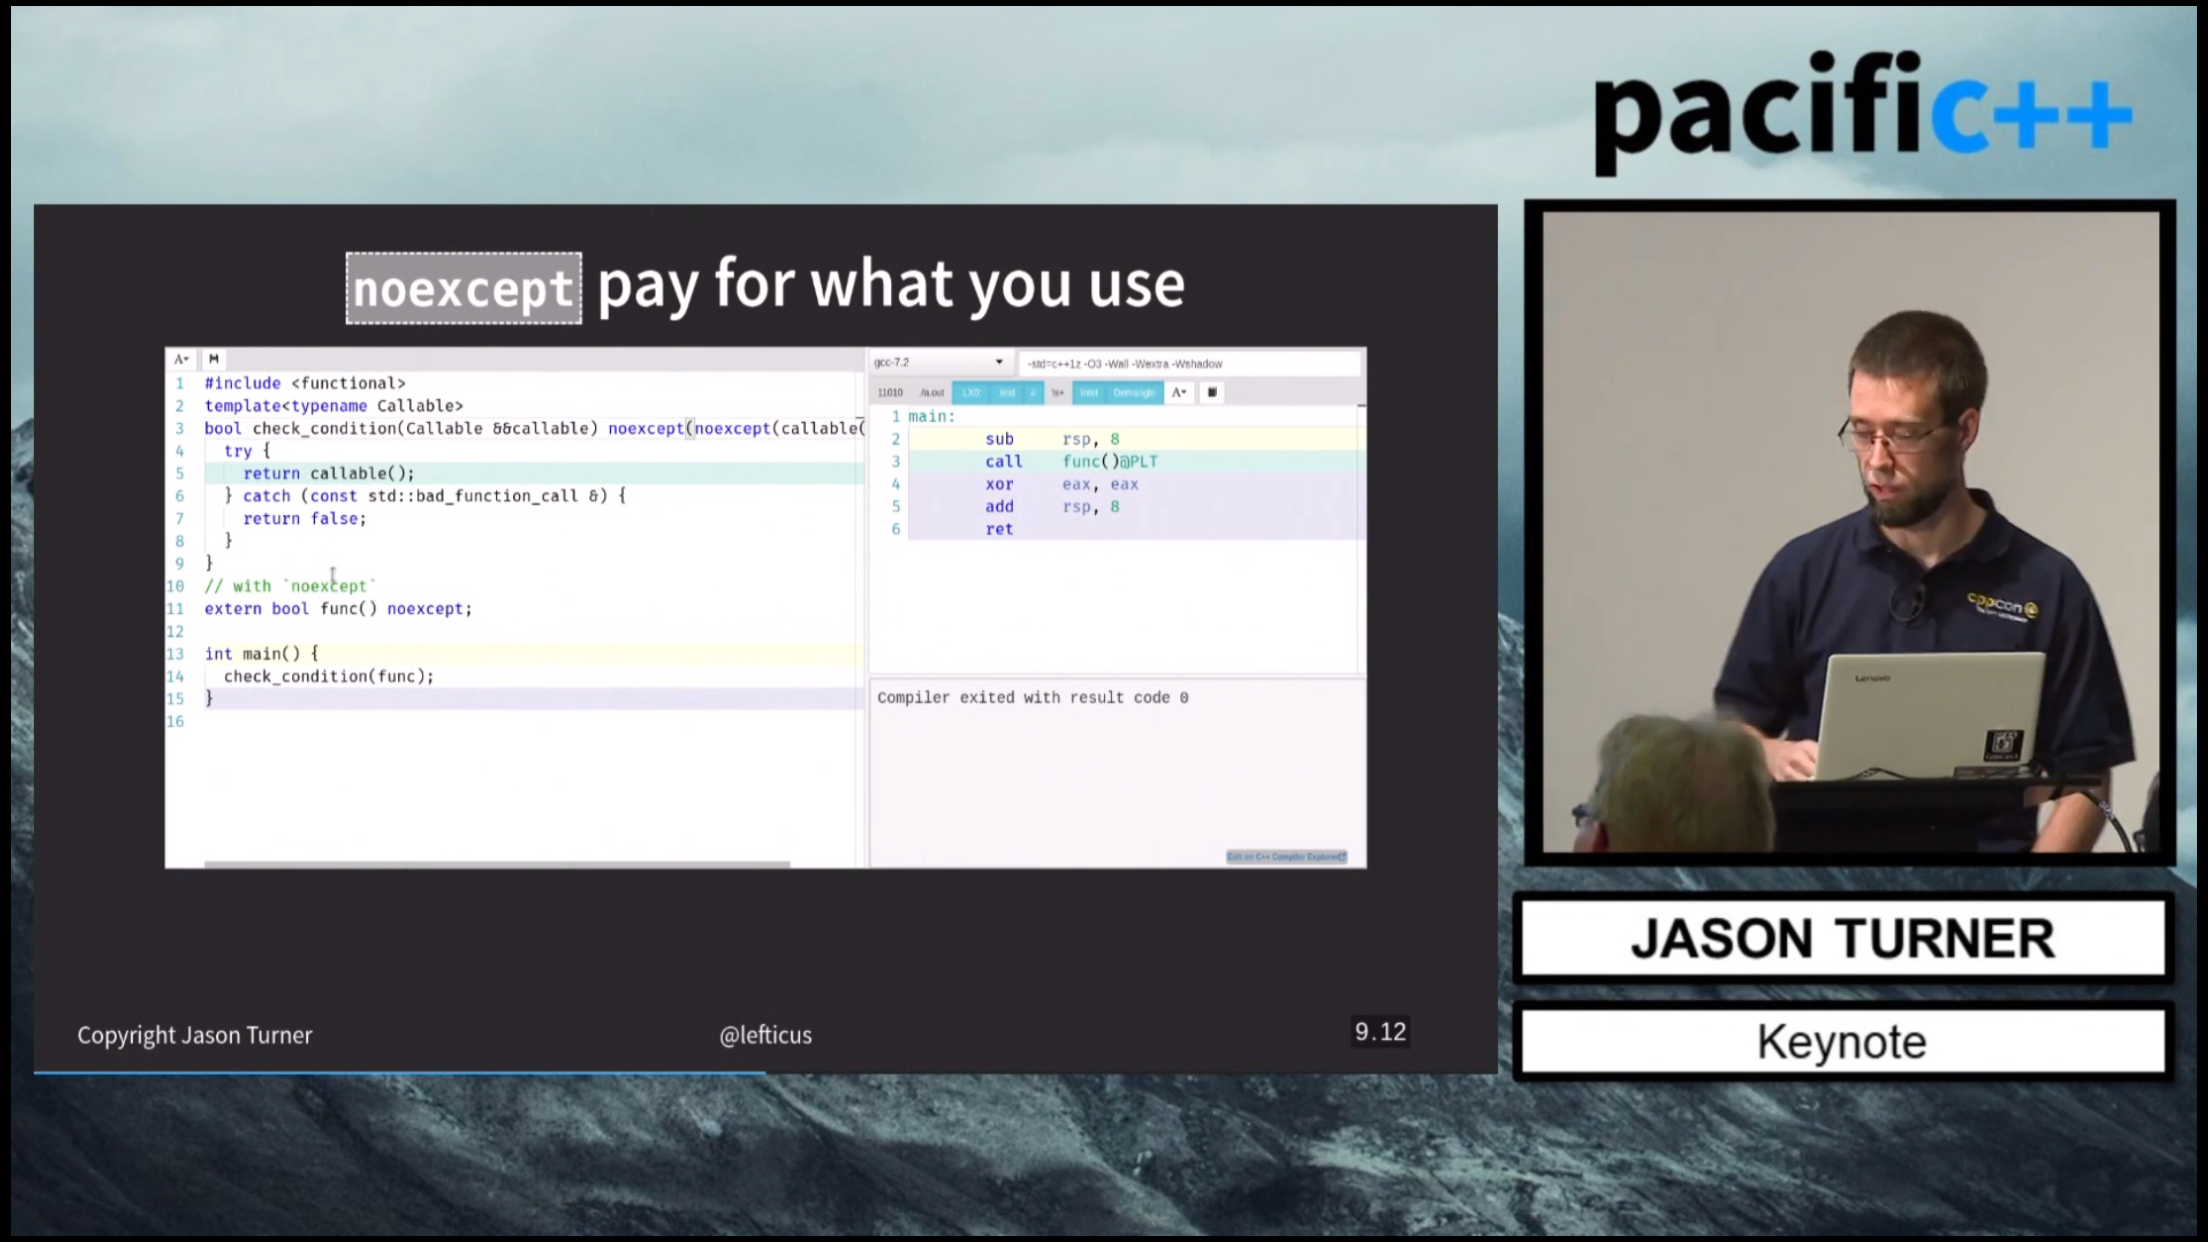 pacific++
noexcept pay for what you use
A
1 #include <functional>
2 template<typename Callable>
3 bool check_condition(Callable &&callable) noexcept(noexcept(callable(
4 try {
5 return callable();
6 } catch (const std::bad_function_call &) {
7 return false;
8 }
9 }
10 // with `noexcept`
11 extern bool func() noexcept;
12
13 int main() {
14 check_condition(func);
15 }
16
gcc-7.2 -std=c++1z -O3 -Wall -Wextra -Wshadow
11010 ./a.out .LX0: .text // \s+ Intel Demangle A
1 main:
2 sub rsp, 8
3 call func()@PLT
4 xor eax, eax
5 add rsp, 8
6 ret
Compiler exited with result code 0
Edit on C++ Compiler Explorer
Copyright Jason Turner
@lefticus
9.12
cppcon
Lenovo
JASON TURNER
Keynote